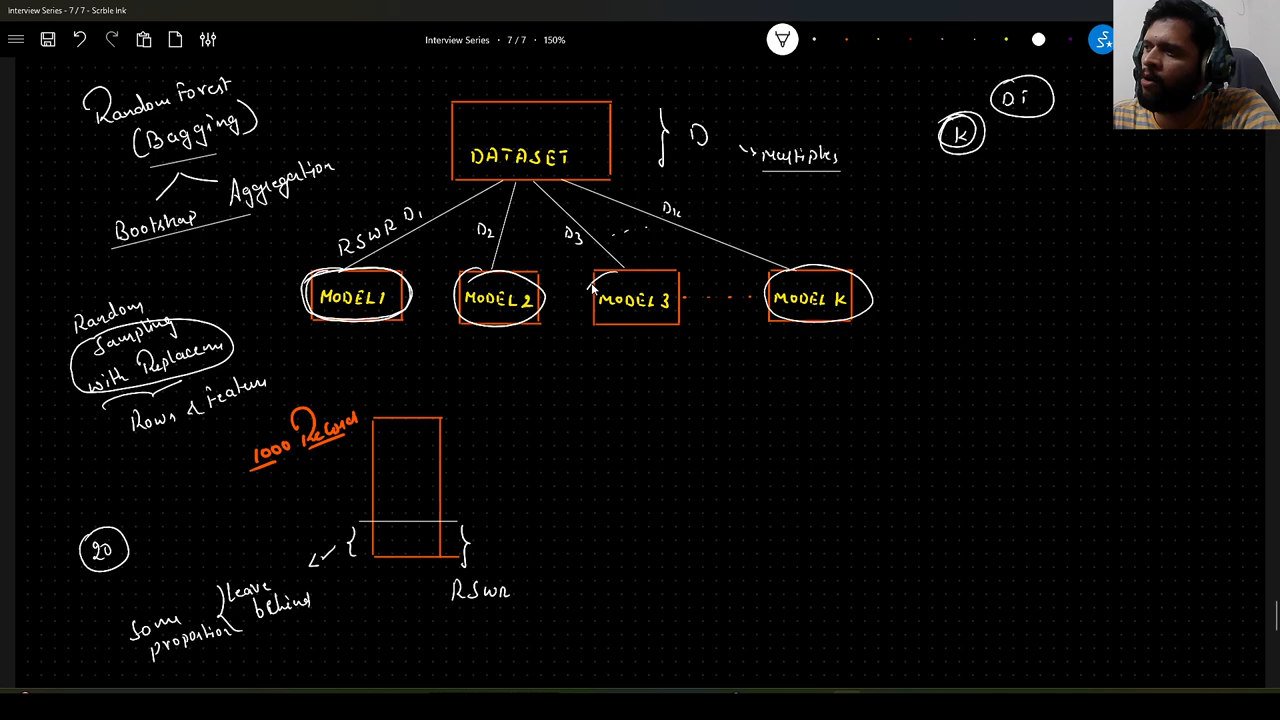 Interview Series - 7 / 7 - Scrble Ink
Interview Series • 7 / 7 • 150%
Random Forest
(Bagging)
Bootstrap
Aggregation
DATASET
D
Multiples
K
DT
RSWR D1
D2
D3
...
DK
MODEL 1
MODEL 2
MODEL 3
MODEL K
Random
Sampling
with Replacem
Rows & Feature
1000 Record
20
Some
proportion
leave
behind
RSWR